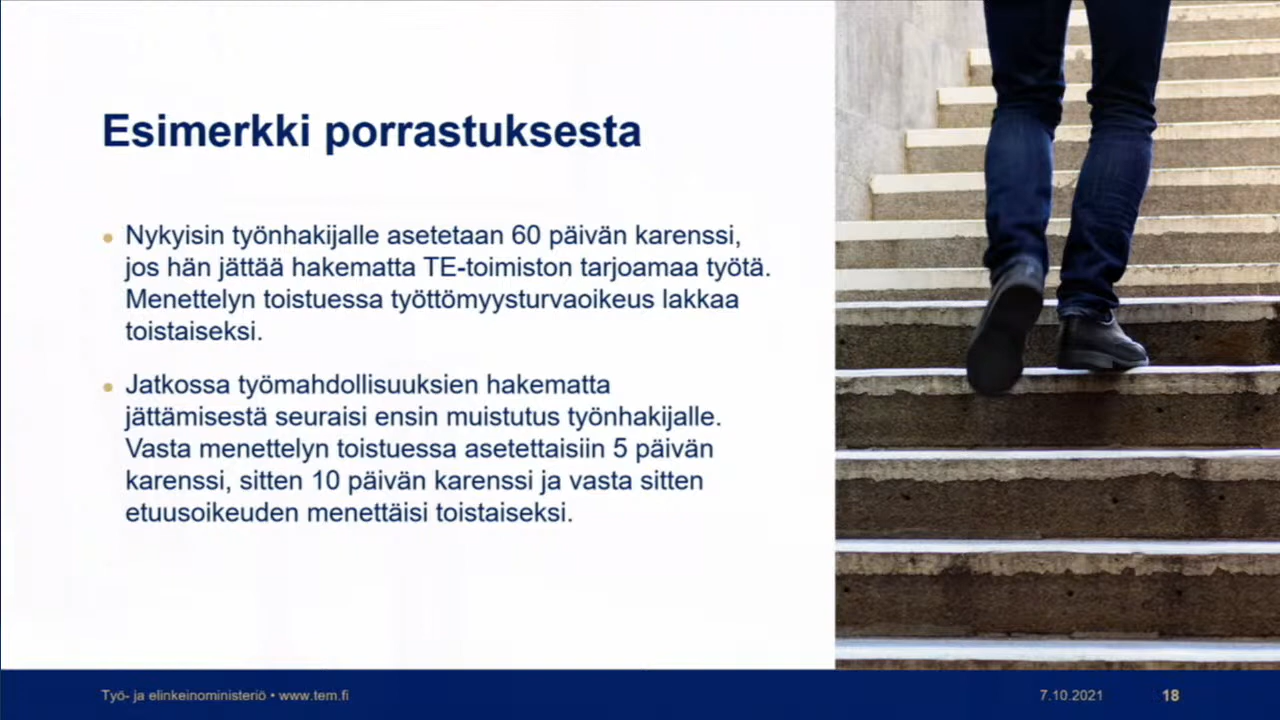 Esimerkki porrastuksesta
• Nykyisin työnhakijalle asetetaan 60 päivän karenssi,
jos hän jättää hakematta TE-toimiston tarjoamaa työtä.
Menettelyn toistuessa työttömyysturvaoikeus lakkaa
toistaiseksi.
• Jatkossa työmahdollisuuksien hakematta
jättämisestä seuraisi ensin muistutus työnhakijalle.
Vasta menettelyn toistuessa asetettaisiin 5 päivän
karenssi, sitten 10 päivän karenssi ja vasta sitten
etuusoikeuden menettäisi toistaiseksi.
Työ- ja elinkeinoministeriö • www.tem.fi
7.10.2021
18